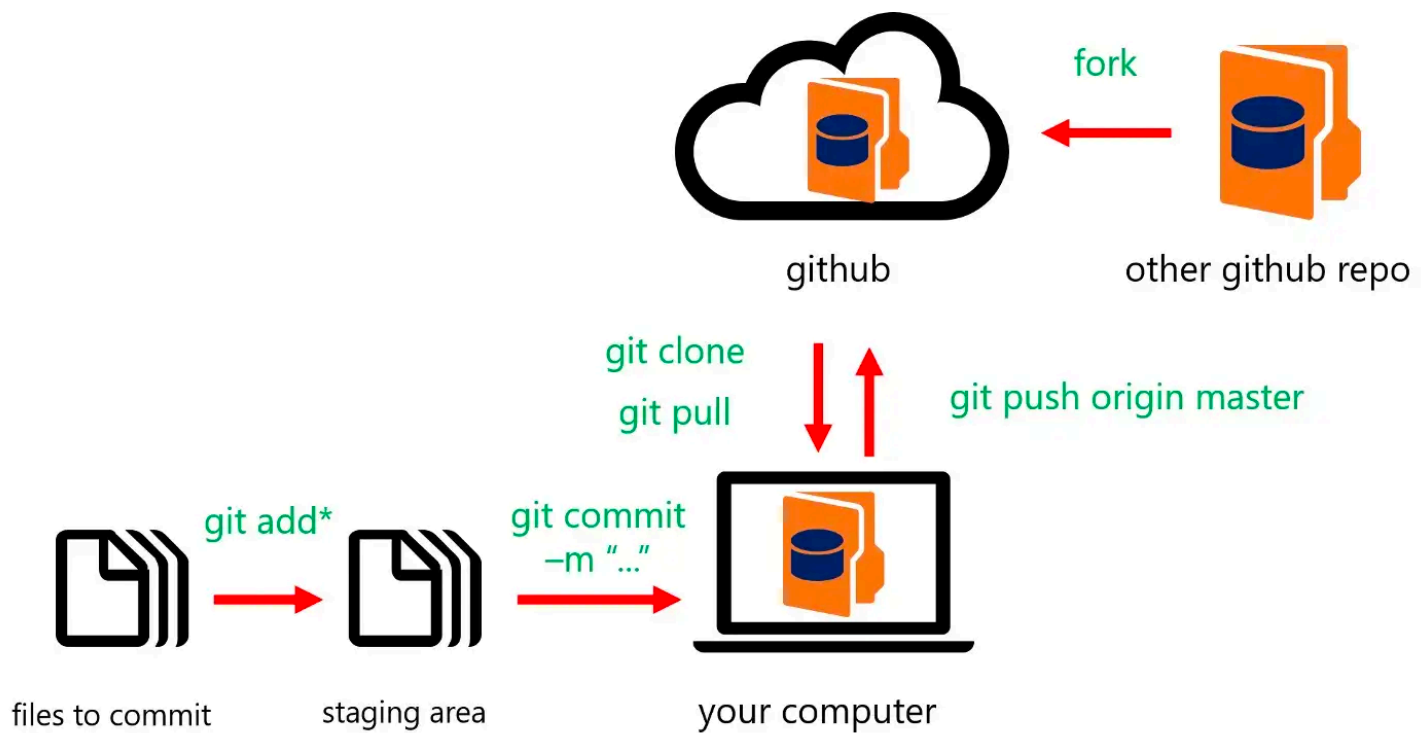 fork
github
other github repo
git clone
git pull
git push origin master
git add*
git commit
–m “...”
files to commit
staging area
your computer